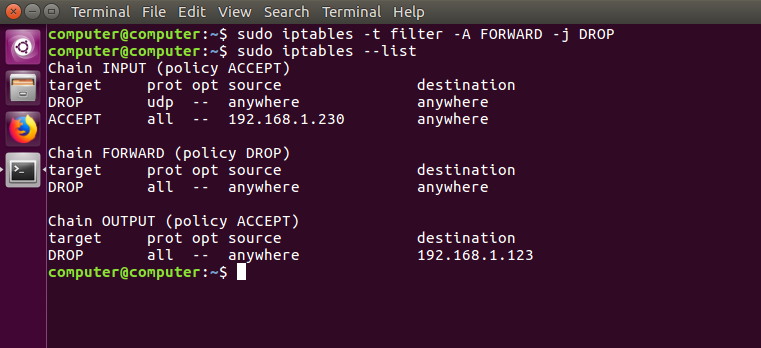 Terminal File Edit View Search Terminal Help
computer@computer:~$ sudo iptables -t filter -A FORWARD -j DROP
computer@computer:~$ sudo iptables --list
Chain INPUT (policy ACCEPT)
target     prot opt source               destination
DROP       udp  --  anywhere             anywhere
ACCEPT     all  --  192.168.1.230        anywhere

Chain FORWARD (policy DROP)
target     prot opt source               destination
DROP       all  --  anywhere             anywhere

Chain OUTPUT (policy ACCEPT)
target     prot opt source               destination
DROP       all  --  anywhere             192.168.1.123
computer@computer:~$